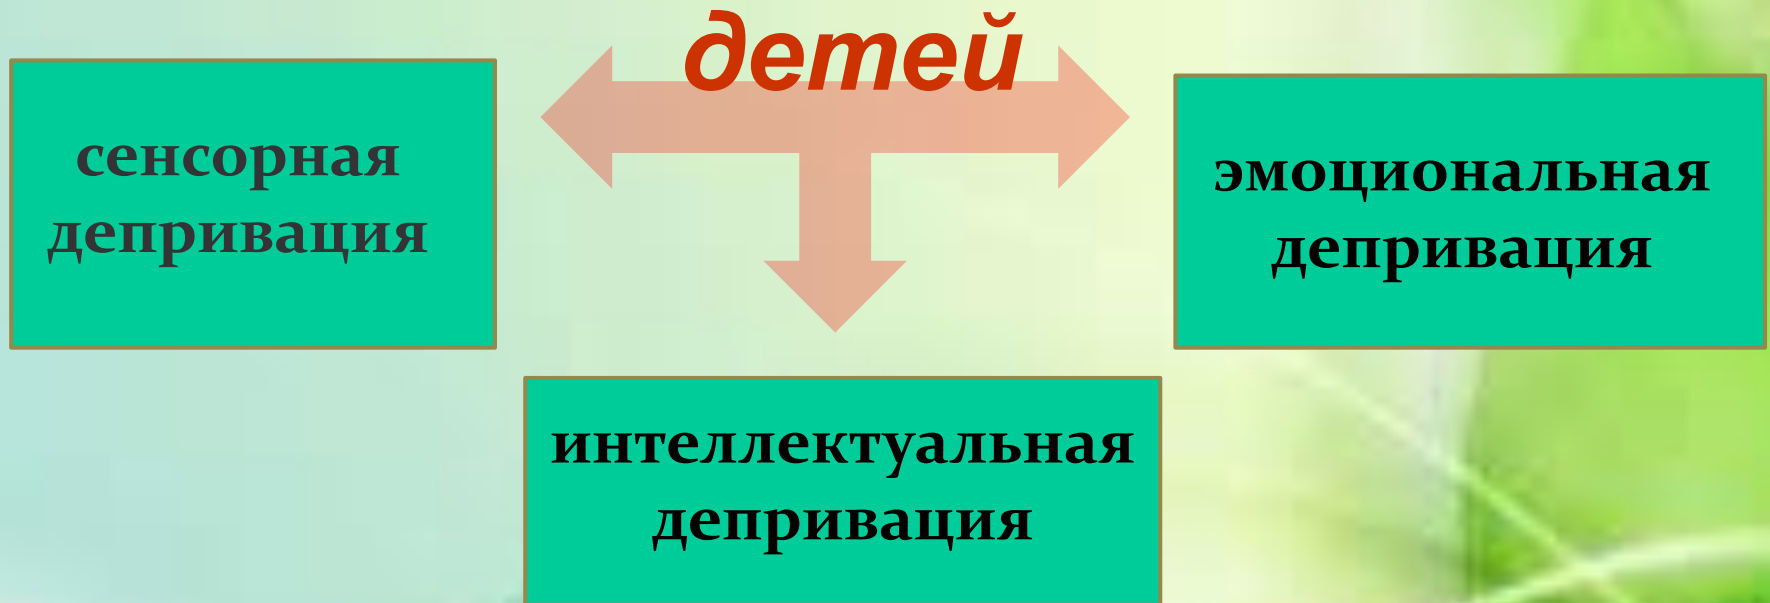 детей
сенсорная
депривация
эмоциональная
депривация
интеллектуальная
депривация